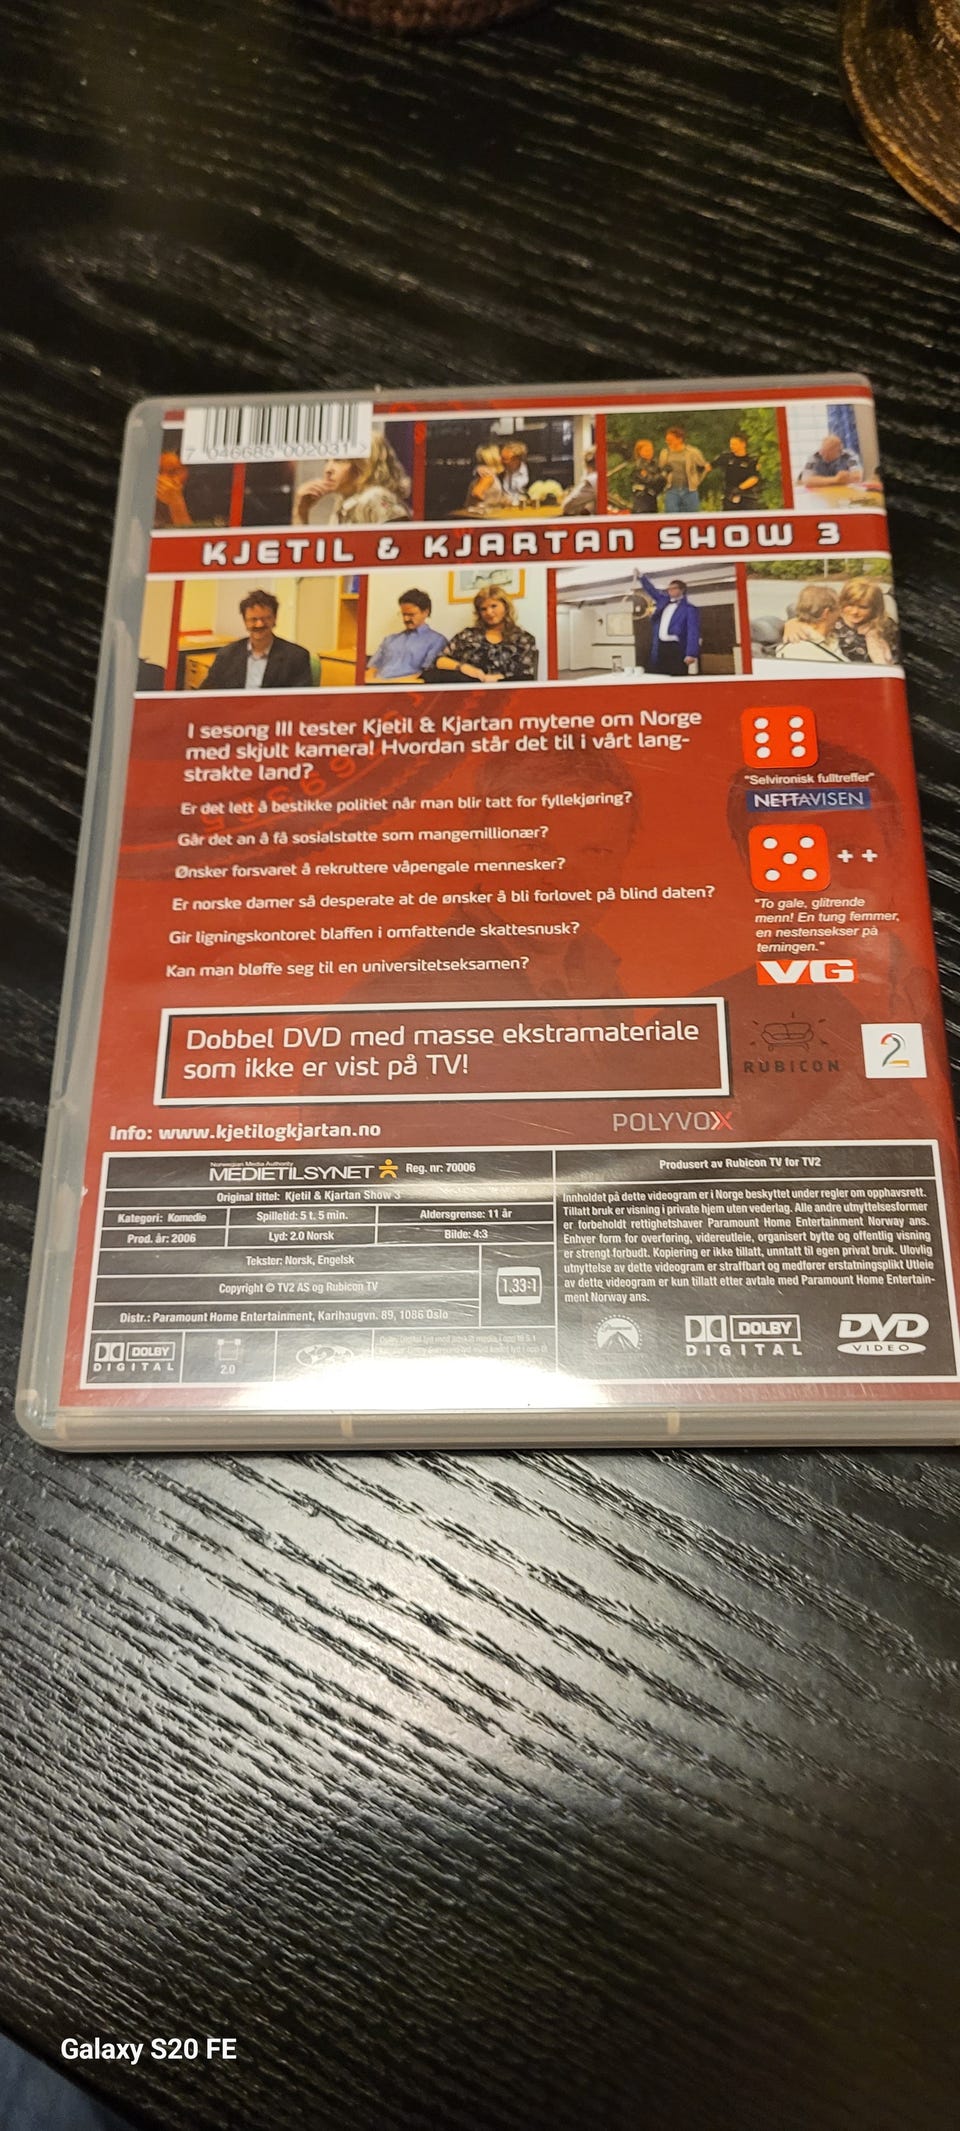 7 046685 002031 >
KJETIL & KJARTAN SHOW 3
I sesong III tester Kjetil & Kjartan mytene om Norge
med skjult kamera! Hvordan står det til i vårt lang-
strakte land?
Er det lett å bestikke politiet når man blir tatt for fyllekjøring?
Går det an å få sosialstøtte som mangemillionær?
Ønsker forsvaret å rekruttere våpengale mennesker?
Er norske damer så desperate at de ønsker å bli forlovet på blind daten?
Gir ligningskontoret blaffen i omfattende skattesnusk?
Kan man bløffe seg til en universitetseksamen?
"Selvironisk fulltreffer"
NETTAVISEN
++
"To gale, glitrende
menn! En tung femmer,
en nestensekser på
terningen."
VG
Dobbel DVD med masse ekstramateriale
som ikke er vist på TV!
RUBICON
2
Info: www.kjetilogkjartan.no
POLYVOX
Norwegian Media Authority
MEDIETILSYNET Reg. nr: 70006
Original tittel: Kjetil & Kjartan Show 3
Kategori: Komedie
Spilletid: 5 t. 5 min.
Aldersgrense: 11 år
Prod. år: 2006
Lyd: 2.0 Norsk
Bilde: 4:3
Tekster: Norsk, Engelsk
Copyright © TV2 AS og Rubicon TV
1.33:1
Distr.: Paramount Home Entertainment, Karihaugvn. 89, 1086 Oslo
DOLBY
DIGITAL
2.0
Produsert av Rubicon TV for TV2
Innholdet på dette videogram er i Norge beskyttet under regler om opphavsrett.
Tillatt bruk er visning i private hjem uten vederlag. Alle andre utnyttelsesformer
er forbeholdt rettighetshaver Paramount Home Entertainment Norway ans.
Enhver form for overføring, videreutleie, organisert bytte og offentlig visning
er strengt forbudt. Kopiering er ikke tillatt, unntatt til egen privat bruk. Ulovlig
utnyttelse av dette videogram er straffbart og medfører erstatningsplikt Utleie
av dette videogram er kun tillatt etter avtale med Paramount Home Entertain-
ment Norway ans.
DOLBY
DIGITAL
DVD
VIDEO
Galaxy S20 FE